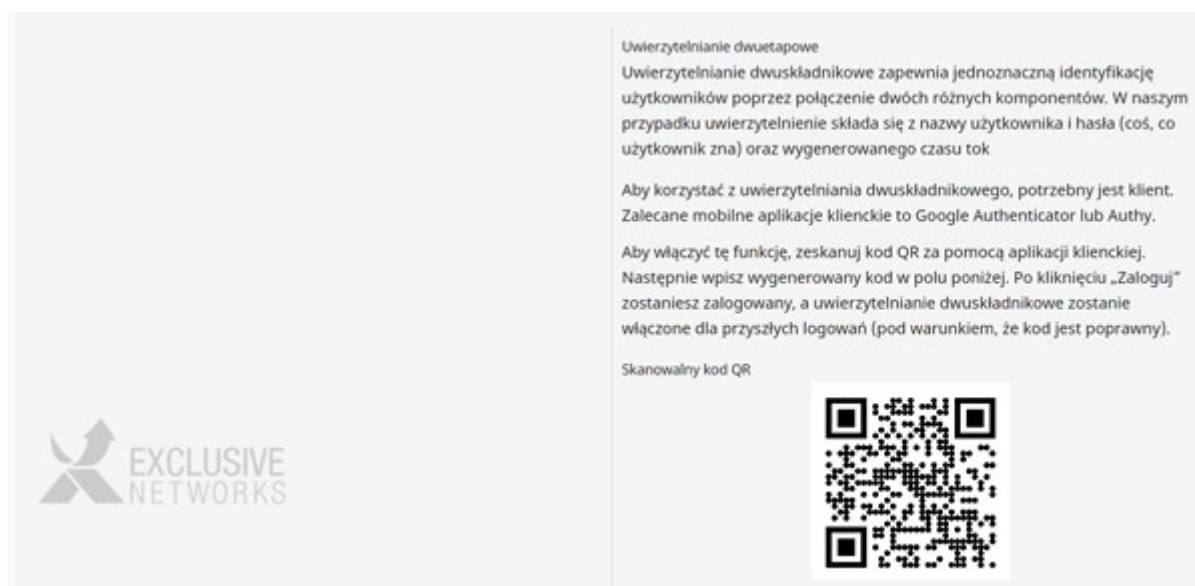 Uwierzytelnianie dwuetapowe
Uwierzytelnianie dwuskładnikowe zapewnia jednoznaczną identyfikację
użytkowników poprzez połączenie dwóch różnych komponentów. W naszym
przypadku uwierzytelnienie składa się z nazwy użytkownika i hasła (coś, co
użytkownik zna) oraz wygenerowanego czasu tok
Aby korzystać z uwierzytelniania dwuskładnikowego, potrzebny jest klient.
Zalecane mobilne aplikacje klienckie to Google Authenticator lub Authy.
Aby włączyć tę funkcję, zeskanuj kod QR za pomocą aplikacji klienckiej.
Następnie wpisz wygenerowany kod w polu poniżej. Po kliknięciu „Zaloguj”
zostaniesz zalogowany, a uwierzytelnianie dwuskładnikowe zostanie
włączone dla przyszłych logowań (pod warunkiem, że kod jest poprawny).
Skanowalny kod QR
EXCLUSIVE
NETWORKS